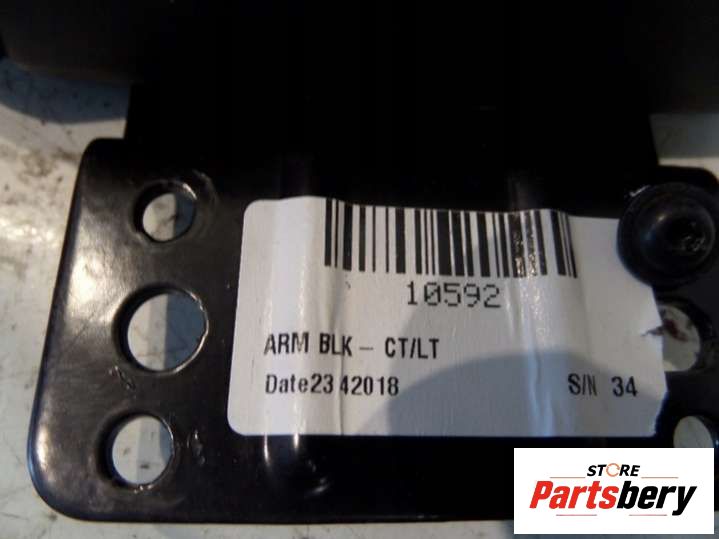 10592
ARM BLK - CT/LT
Date23 42018 S/N 34
STORE
Partsbery